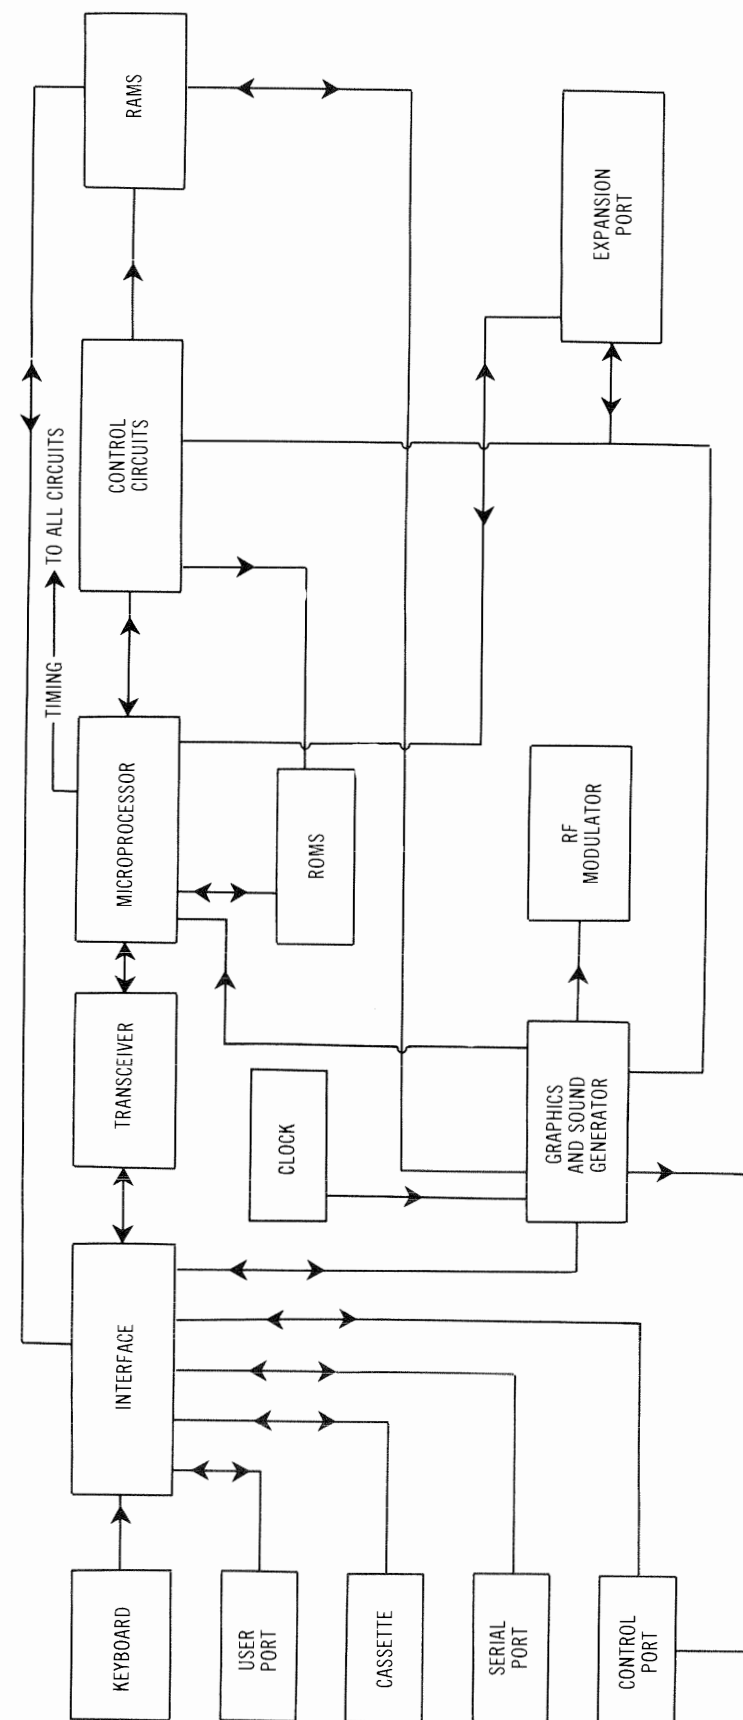 KEYBOARD
USER
PORT
CASSETTE
SERIAL
PORT
CONTROL
PORT
INTERFACE
TRANSCEIVER
CLOCK
GRAPHICS
AND SOUND
GENERATOR
MICROPROCESSOR
ROMS
RF
MODULATOR
TIMING
TO ALL CIRCUITS
CONTROL
CIRCUITS
RAMS
EXPANSION
PORT